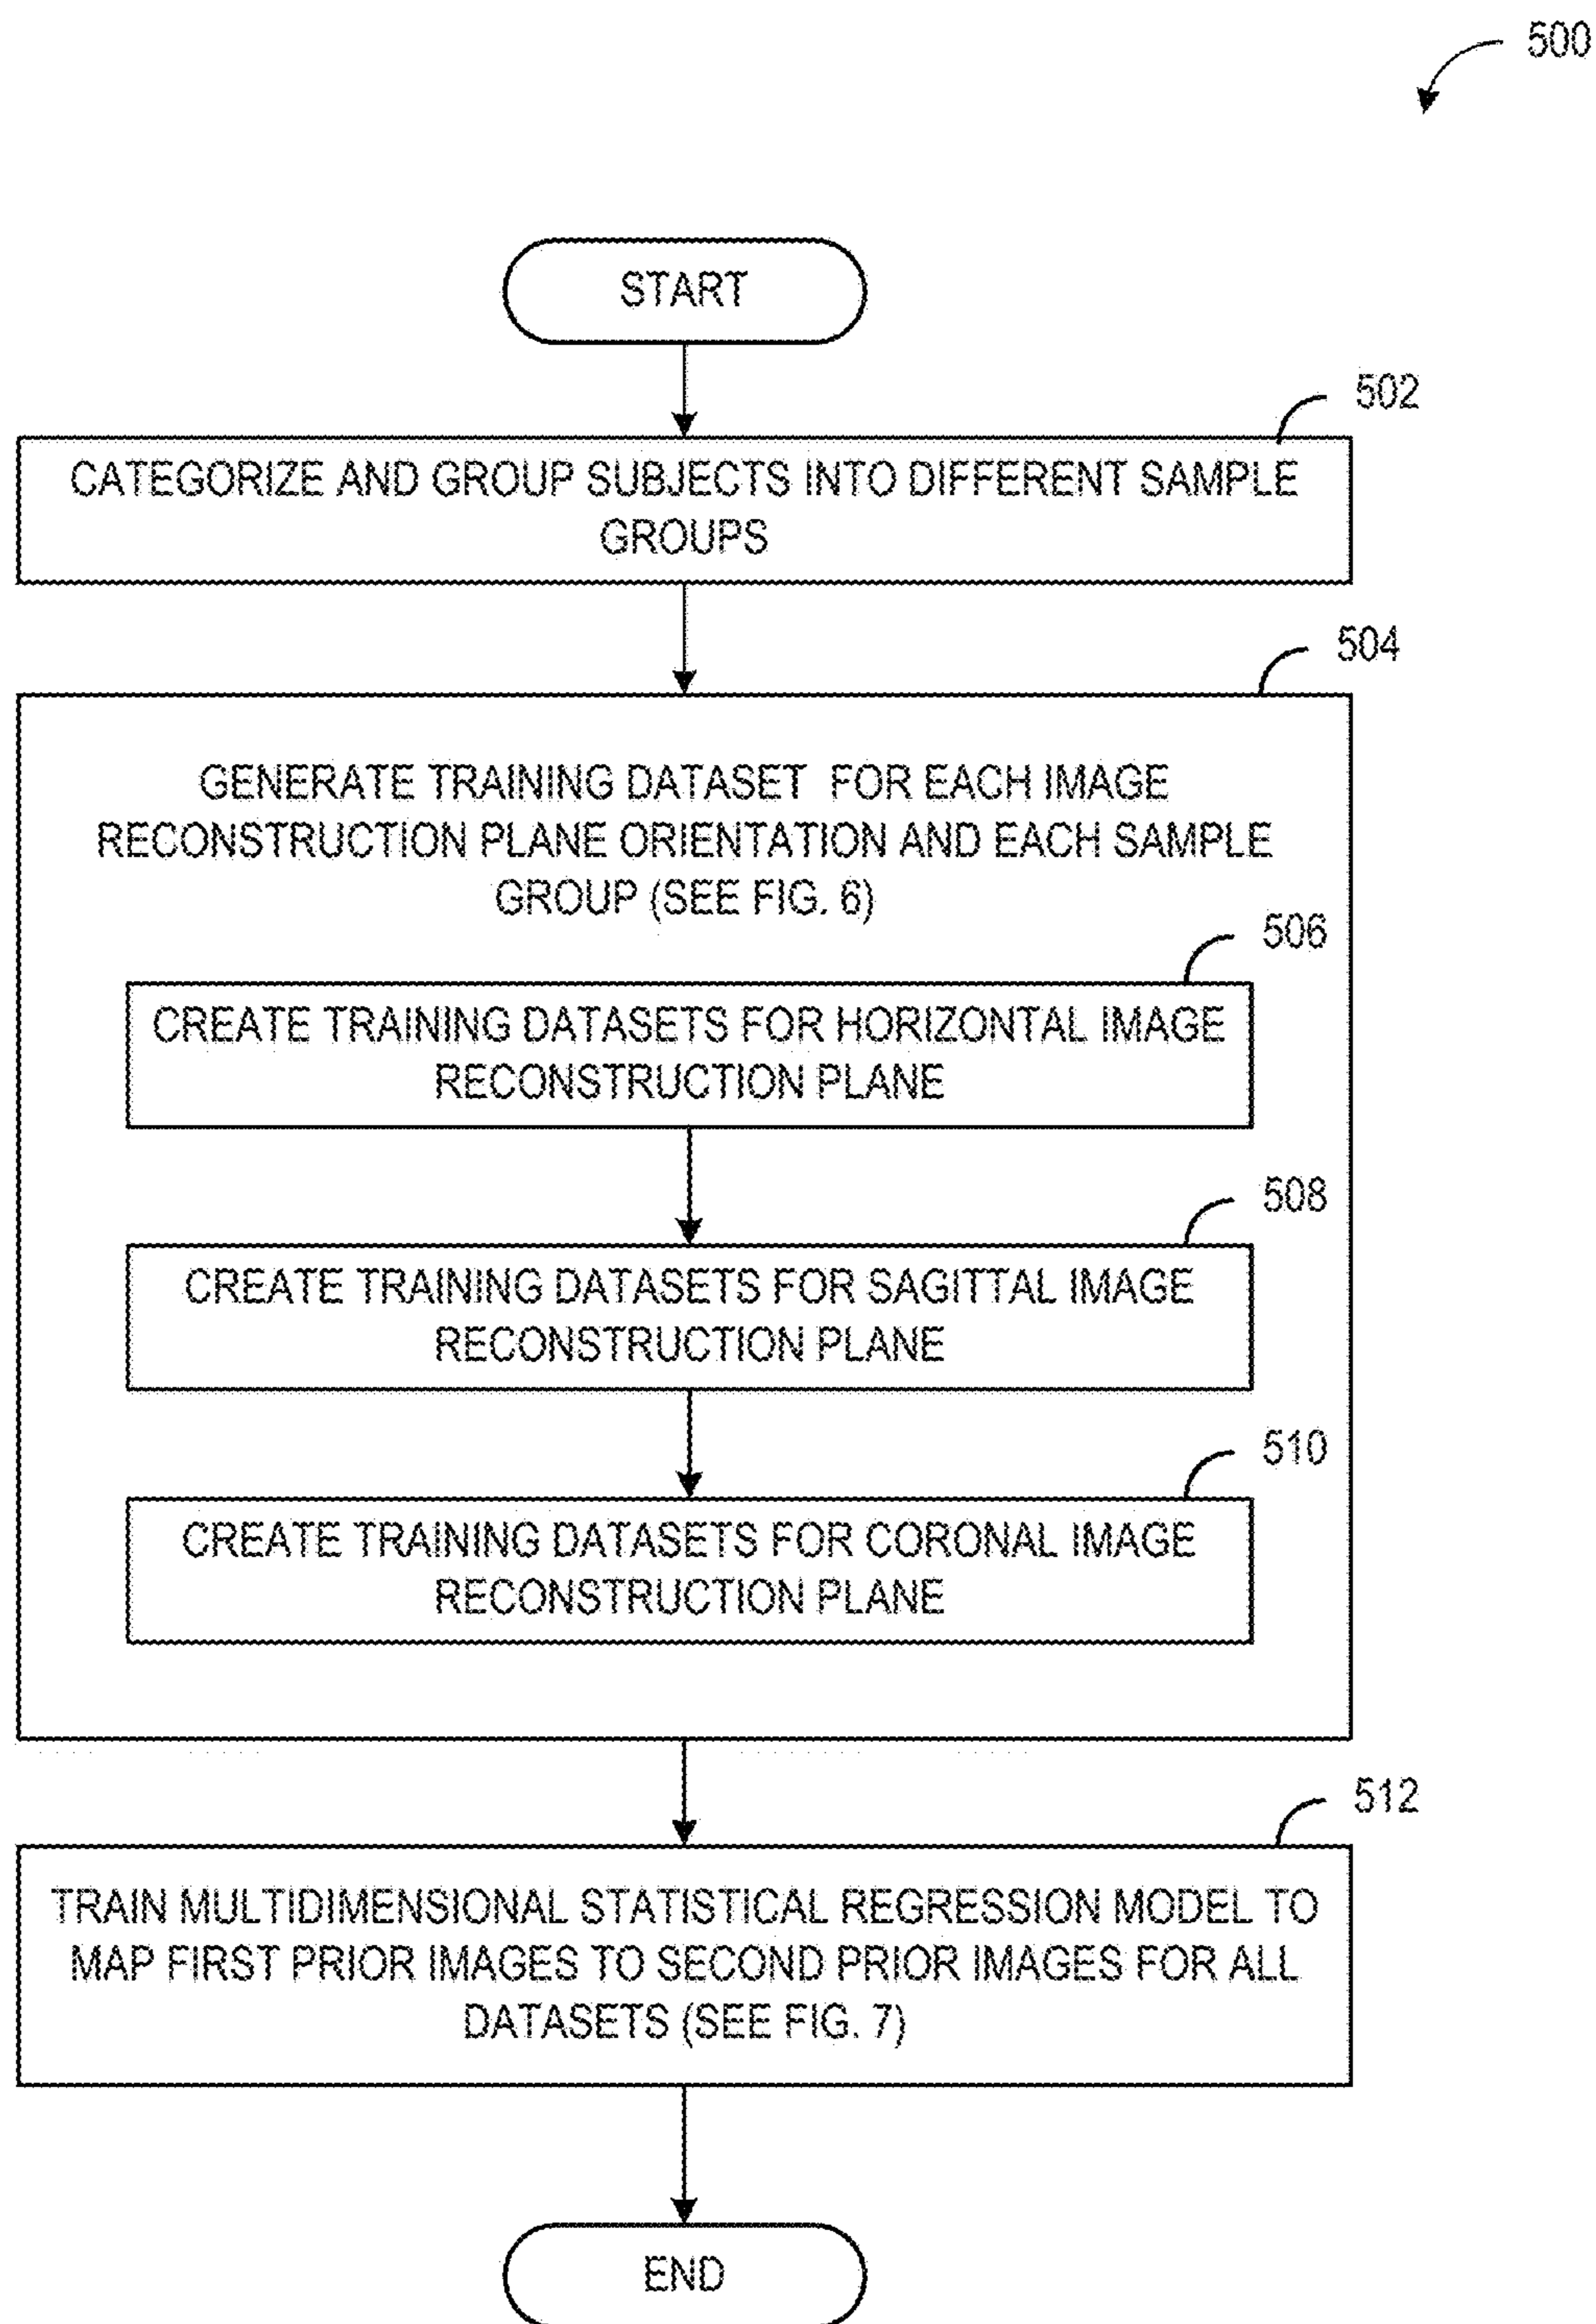 500
START
502
CATEGORIZE AND GROUP SUBJECTS INTO DIFFERENT SAMPLE
GROUPS
504
GENERATE TRAINING DATASET FOR EACH IMAGE
RECONSTRUCTION PLANE ORIENTATION AND EACH SAMPLE
GROUP (SEE FIG. 6)
506
CREATE TRAINING DATASETS FOR HORIZONTAL IMAGE
RECONSTRUCTION PLANE
508
CREATE TRAINING DATASETS FOR SAGITTAL IMAGE
RECONSTRUCTION PLANE
510
CREATE TRAINING DATASETS FOR CORONAL IMAGE
RECONSTRUCTION PLANE
512
TRAIN MULTIDIMENSIONAL STATISTICAL REGRESSION MODEL TO
MAP FIRST PRIOR IMAGES TO SECOND PRIOR IMAGES FOR ALL
DATASETS (SEE FIG. 7)
END